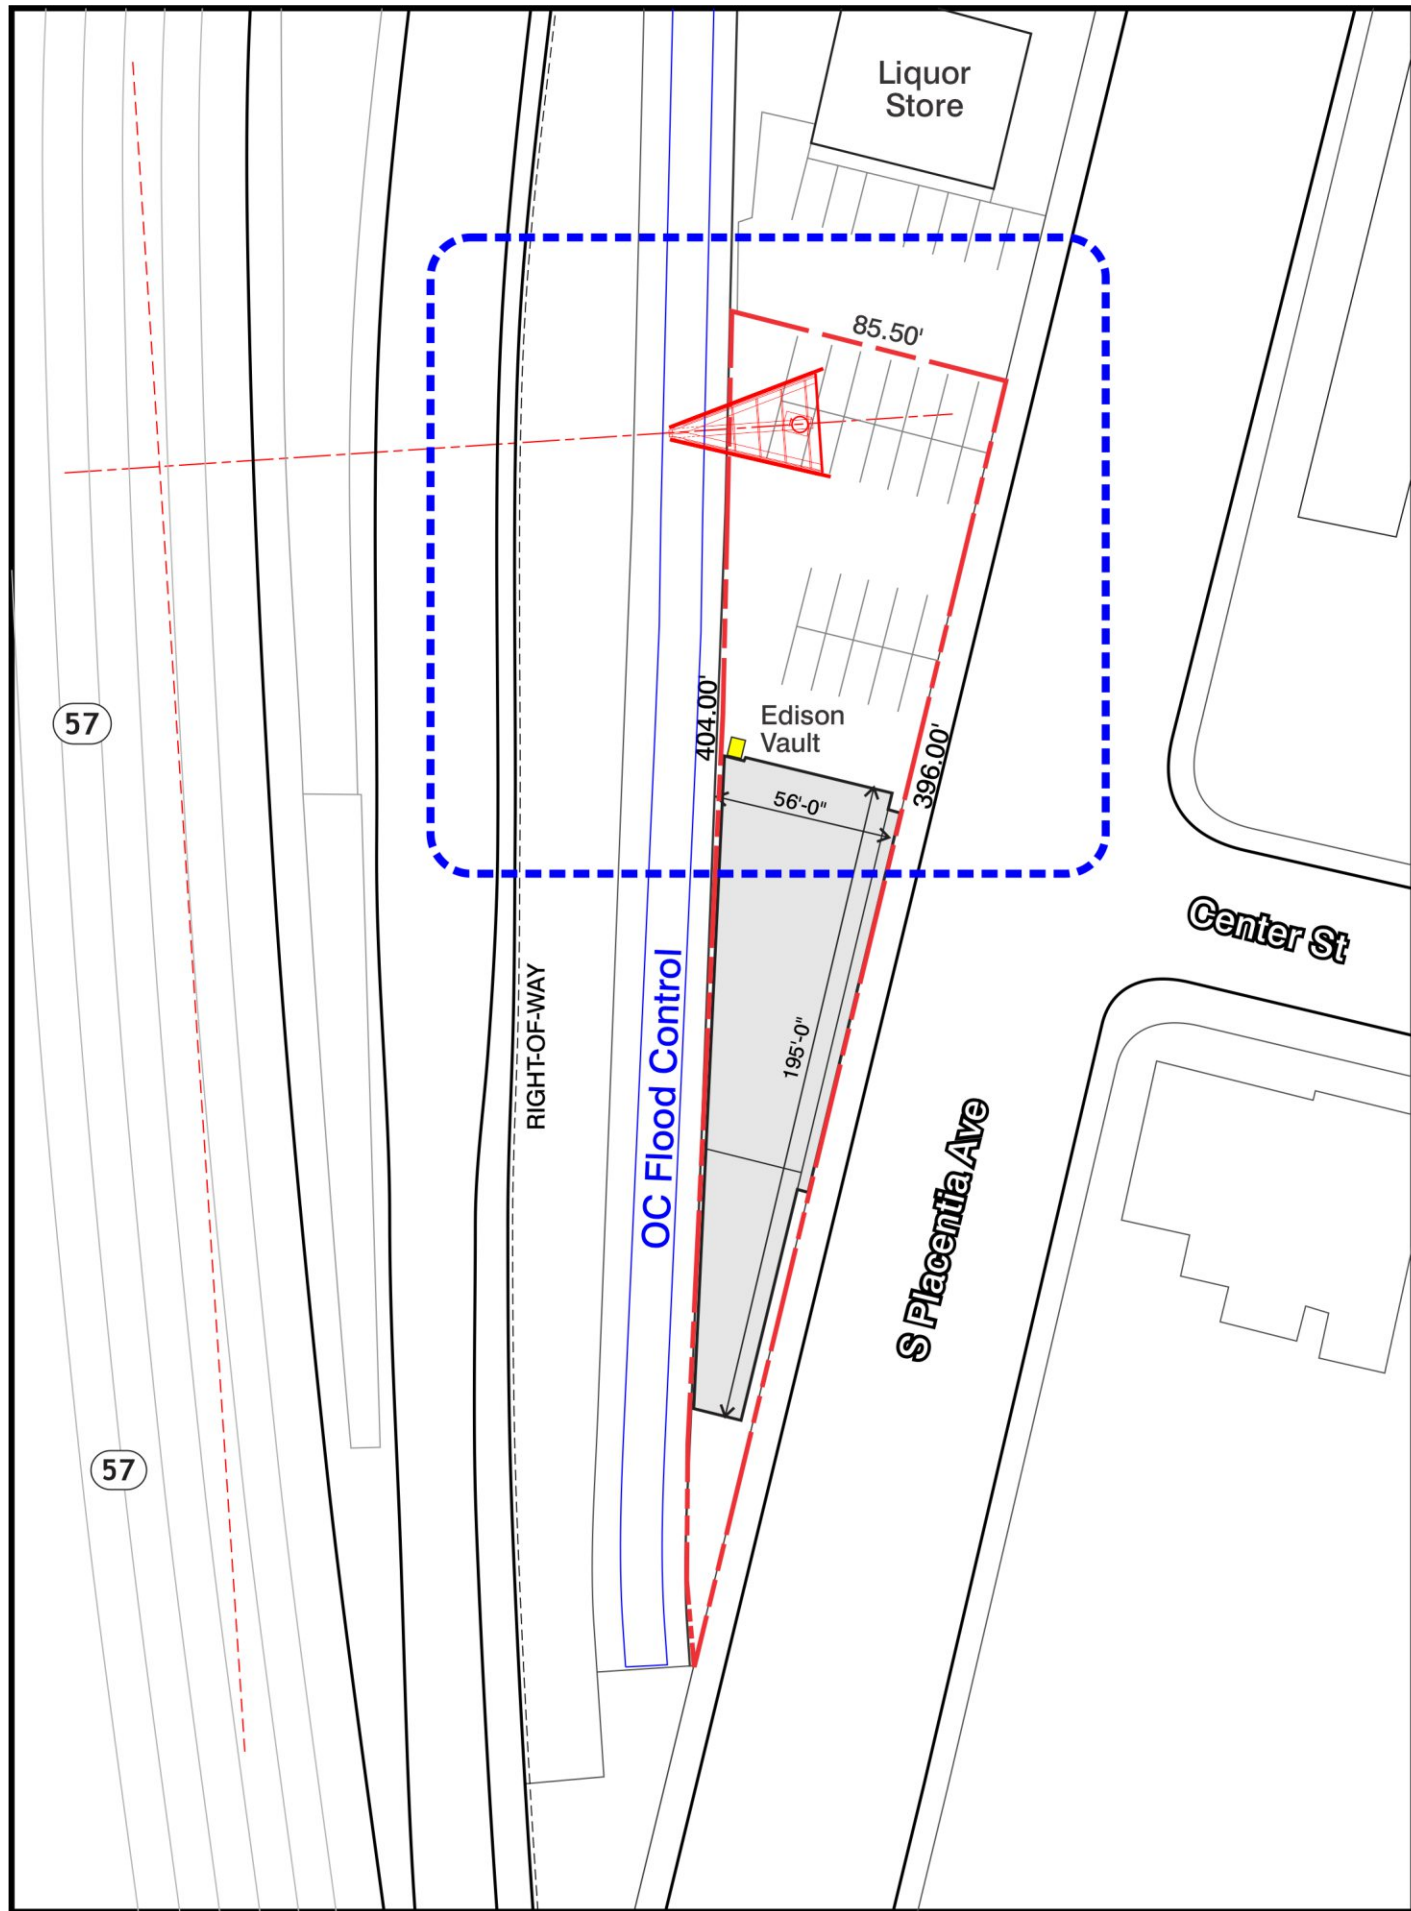 Liquor
Store
85.50'
57
404.00'
Edison
Vault
396.00'
56'-0"
Center St
OC Flood Control
RIGHT-OF-WAY
195'-0"
S Placentia Ave
57